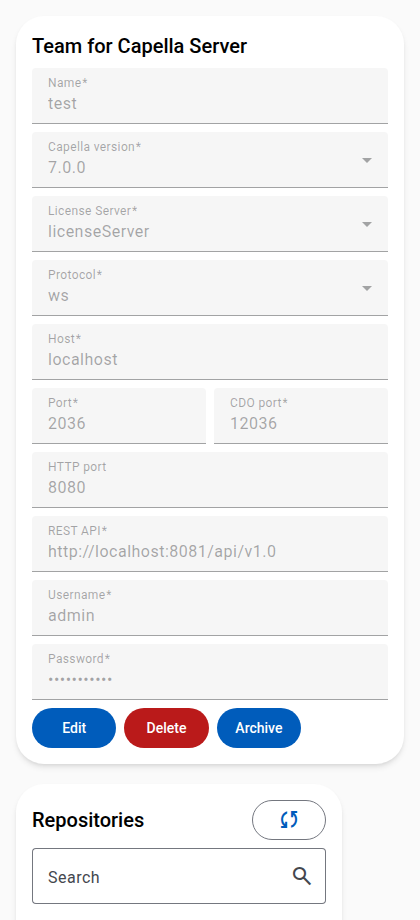 Team for Capella Server
Name*
test
Capella version*
7.0.0
License Server*
licenseServer
Protocol*
ws
Host*
localhost
Port*
2036
CDO port*
12036
HTTP port
8080
REST API*
http://localhost:8081/api/v1.0
Username*
admin
Password*
•••••••••••
Edit
Delete
Archive
Repositories
Search